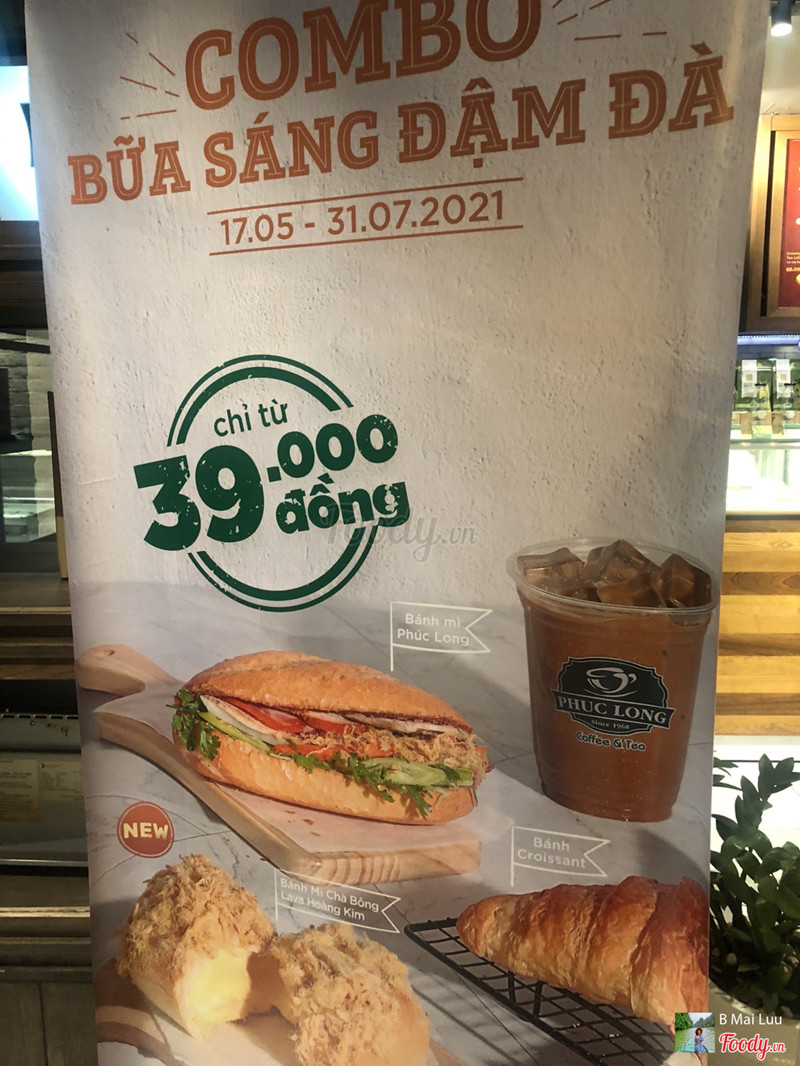 COMBO
BỮA SÁNG ĐẬM ĐÀ
17.05 - 31.07.2021
chỉ từ
39.000
đồng
Foody.vn
Bánh mì
Phúc Long
PHUC LONG
Since 1968
Coffee & Tea
NEW
Bánh
Croissant
Bánh Mì Chà Bông
Lava Hoàng Kim
B Mai Luu
Foody.vn